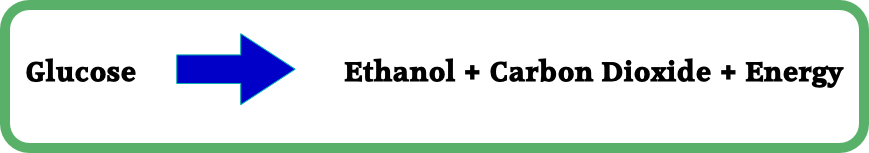 Glucose Ethanol + Carbon Dioxide + Energy